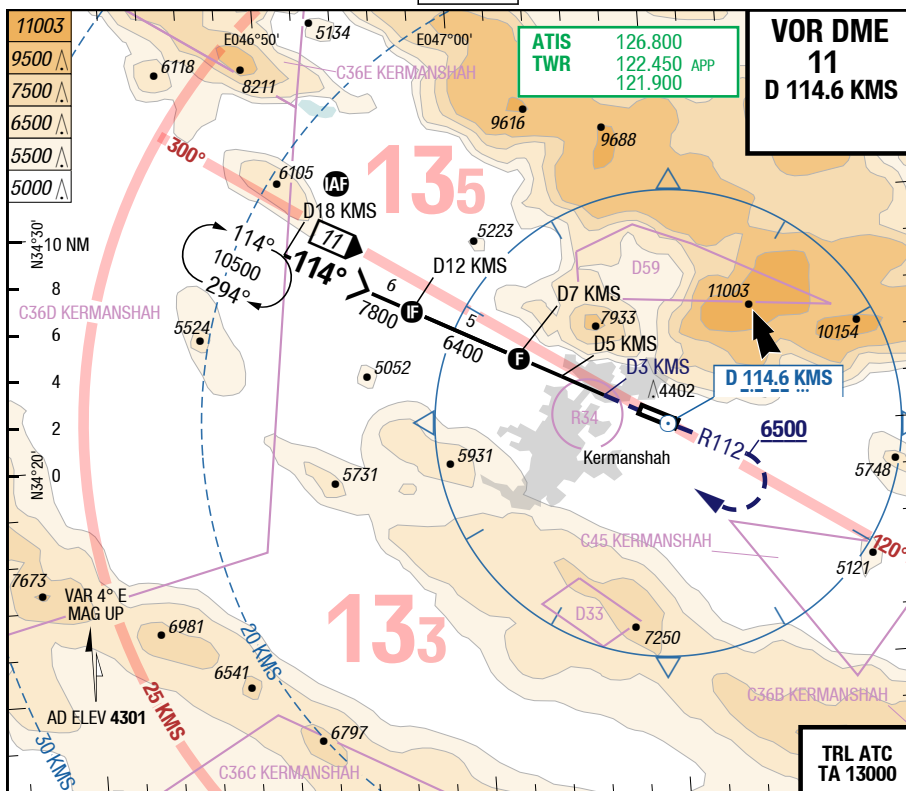 11003
9500
7500
6500
5500
5000
E046°50'
5134
E047°00'
6118
8211
C36E KERMANSHAH
ATIS 126.800
TWR 122.450 APP
121.900
VOR DME
11
D 114.6 KMS
9616
9688
300°
135
6105
IAF
D18 KMS
N34°30'
10 NM
114°
10500
294°
11
-114°
5223
D12 KMS
D59
C36D KERMANSHAH
8
6
7800
IF
D7 KMS
11003
5524
6
5
6400
7933
10154
F
D5 KMS
4
5052
D3 KMS
4402
D 114.6 KMS
R34
2
Kermanshah
R112
6500
5931
5748
N34°20'
0
5731
C45 KERMANSHAH
120°
5121
7673
VAR 4° E
MAG UP
D33
6981
133
7250
20 KMS
6541
C36B KERMANSHAH
25 KMS
AD ELEV 4301
6797
30 KMS
C36C KERMANSHAH
TRL ATC
TA 13000